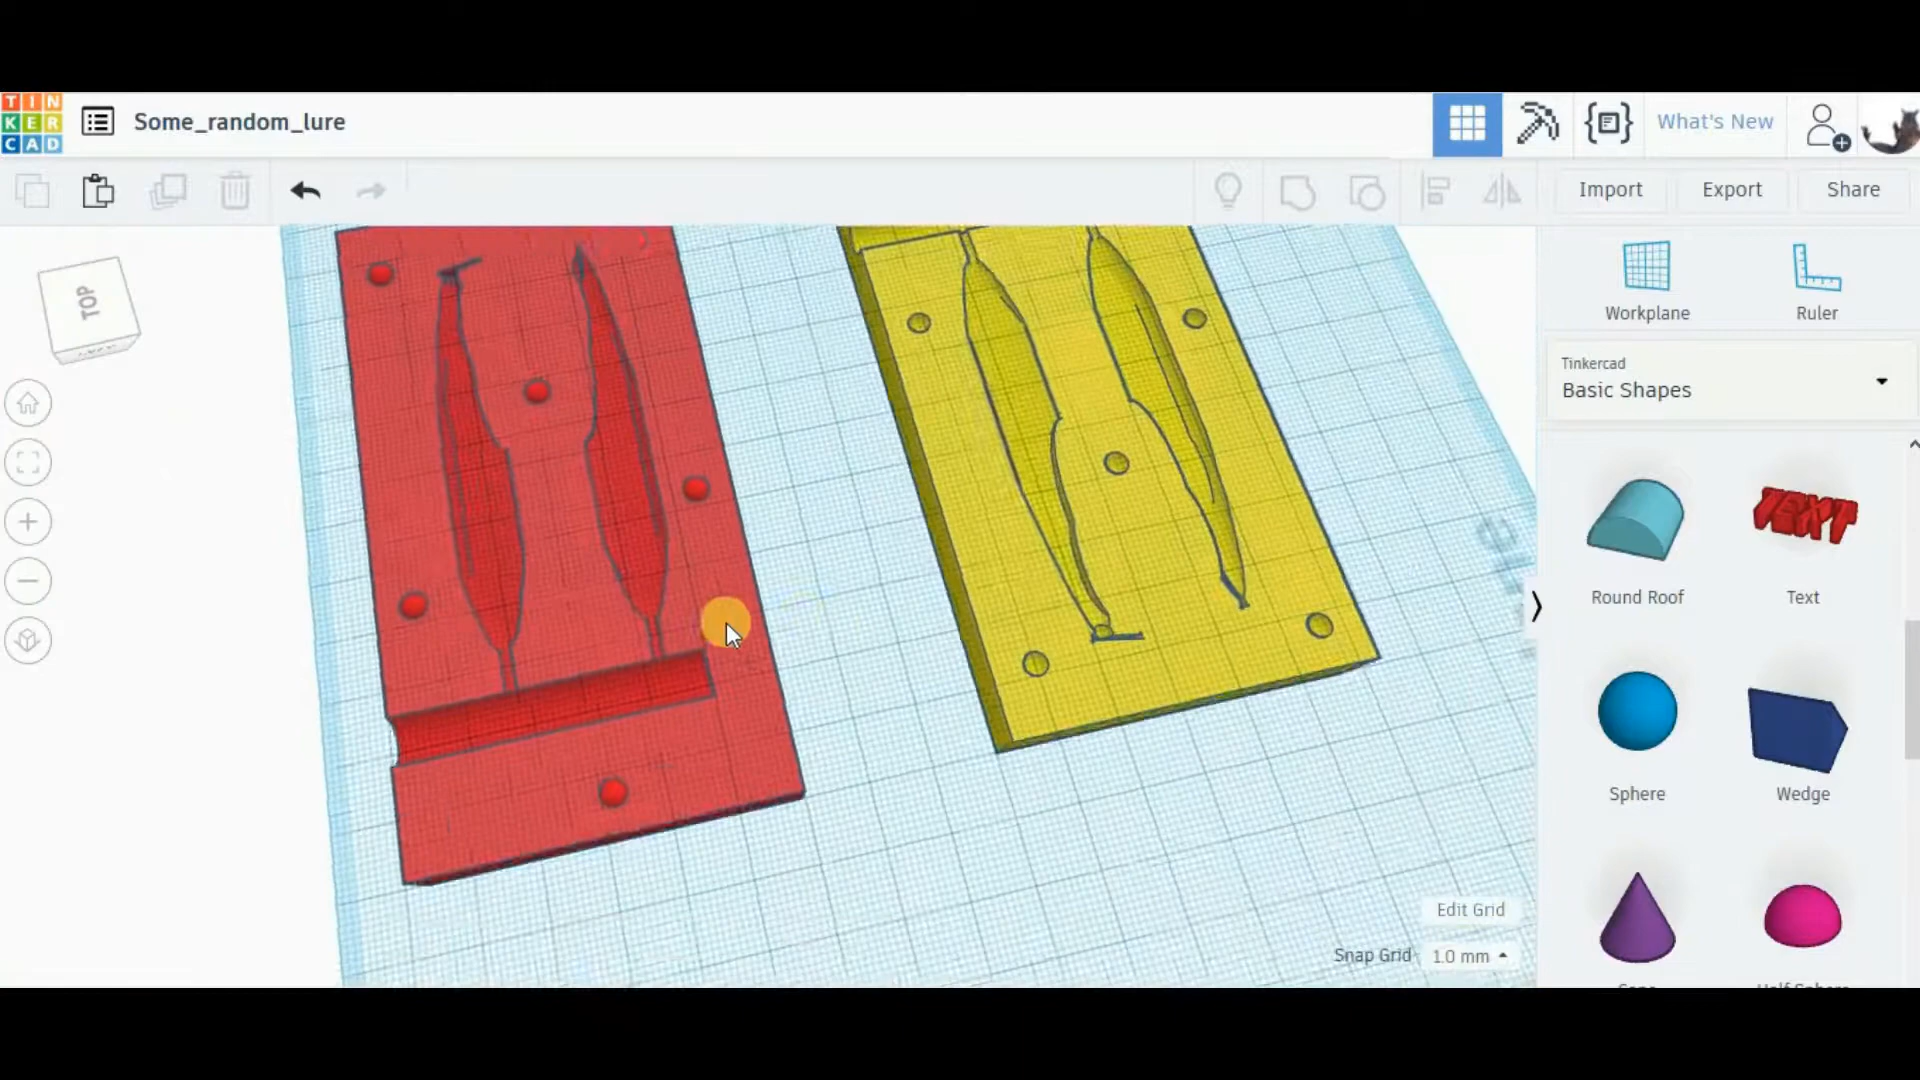 TIN
KER
CAD
Some_random_lure
What's New
Import
Export
Share
TOP
Workplane
Ruler
Tinkercad
Basic Shapes
Round Roof
Text
TEXT
Sphere
Wedge
Edit Grid
Snap Grid
1.0 mm